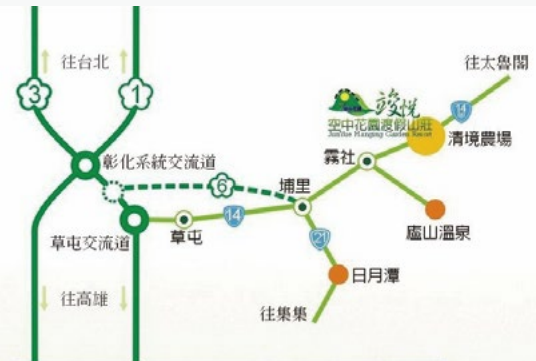 往台北
往太魯閣
3
1
竣悅
空中花園渡假山莊
14
清境農場
彰化系統交流道
霧社
6
埔里
草屯交流道
草屯
14
廬山溫泉
21
日月潭
往高雄
往集集